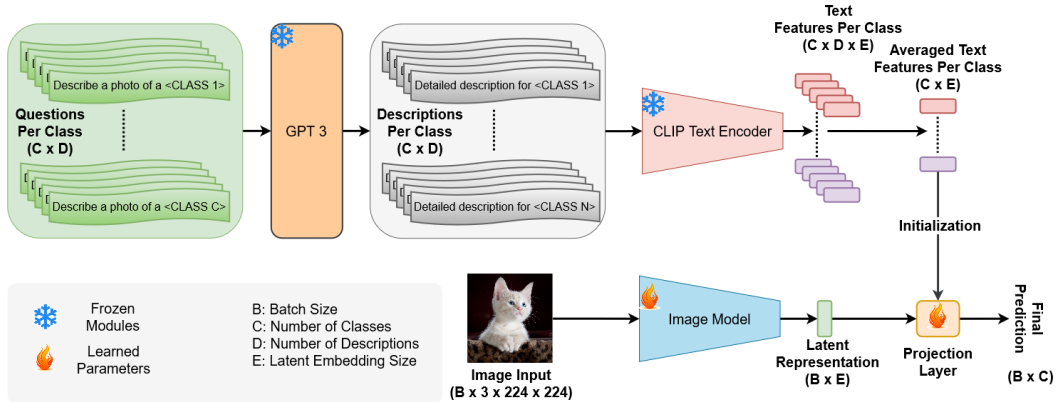 Describe a photo of a <CLASS 1>
Questions
Per Class
(C x D)
Describe a photo of a <CLASS C>
GPT 3
Detailed description for <CLASS 1>
Descriptions
Per Class
(C x D)
Detailed description for <CLASS N>
CLIP Text Encoder
Text
Features Per Class
(C x D x E)
Averaged Text
Features Per Class
(C x E)
Initialization
Frozen
Modules
Learned
Parameters
B: Batch Size
C: Number of Classes
D: Number of Descriptions
E: Latent Embedding Size
Image Input
(B x 3 x 224 x 224)
Image Model
Latent
Representation
(B x E)
Projection
Layer
Final
Prediction
(B x C)